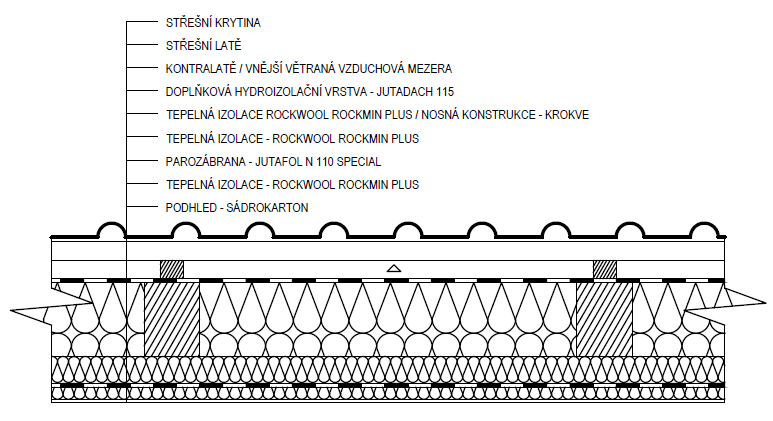 STŘEŠNÍ KRYTINA
STŘEŠNÍ LATĚ
KONTRALATĚ / VNĚJŠÍ VĚTRANÁ VZDUCHOVÁ MEZERA
DOPLŇKOVÁ HYDROIZOLAČNÍ VRSTVA - JUTADACH 115
TEPELNÁ IZOLACE ROCKWOOL ROCKMIN PLUS / NOSNÁ KONSTRUKCE - KROKVE
TEPELNÁ IZOLACE - ROCKWOOL ROCKMIN PLUS
PAROZÁBRANA - JUTAFOL N 110 SPECIAL
TEPELNÁ IZOLACE - ROCKWOOL ROCKMIN PLUS
PODHLED - SÁDROKARTON